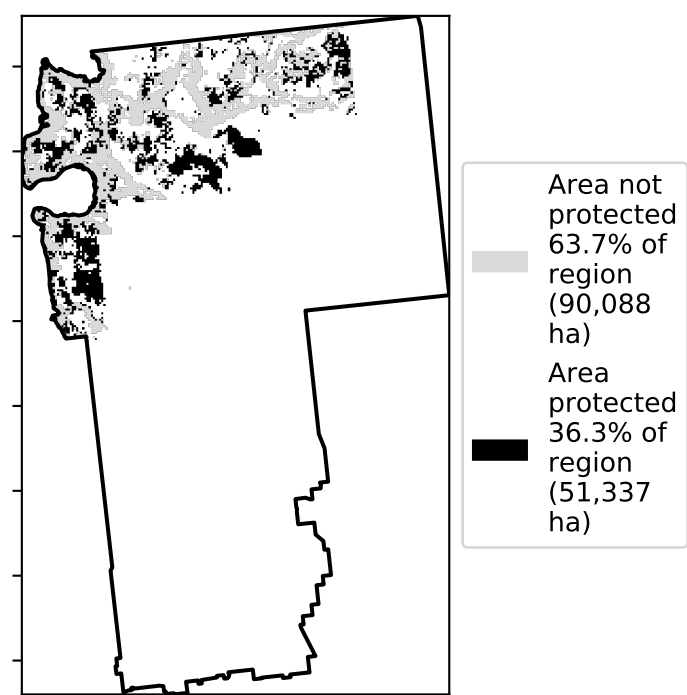 Area not
protected
63.7% of
region
(90,088
ha)
Area
protected
36.3% of
region
(51,337
ha)